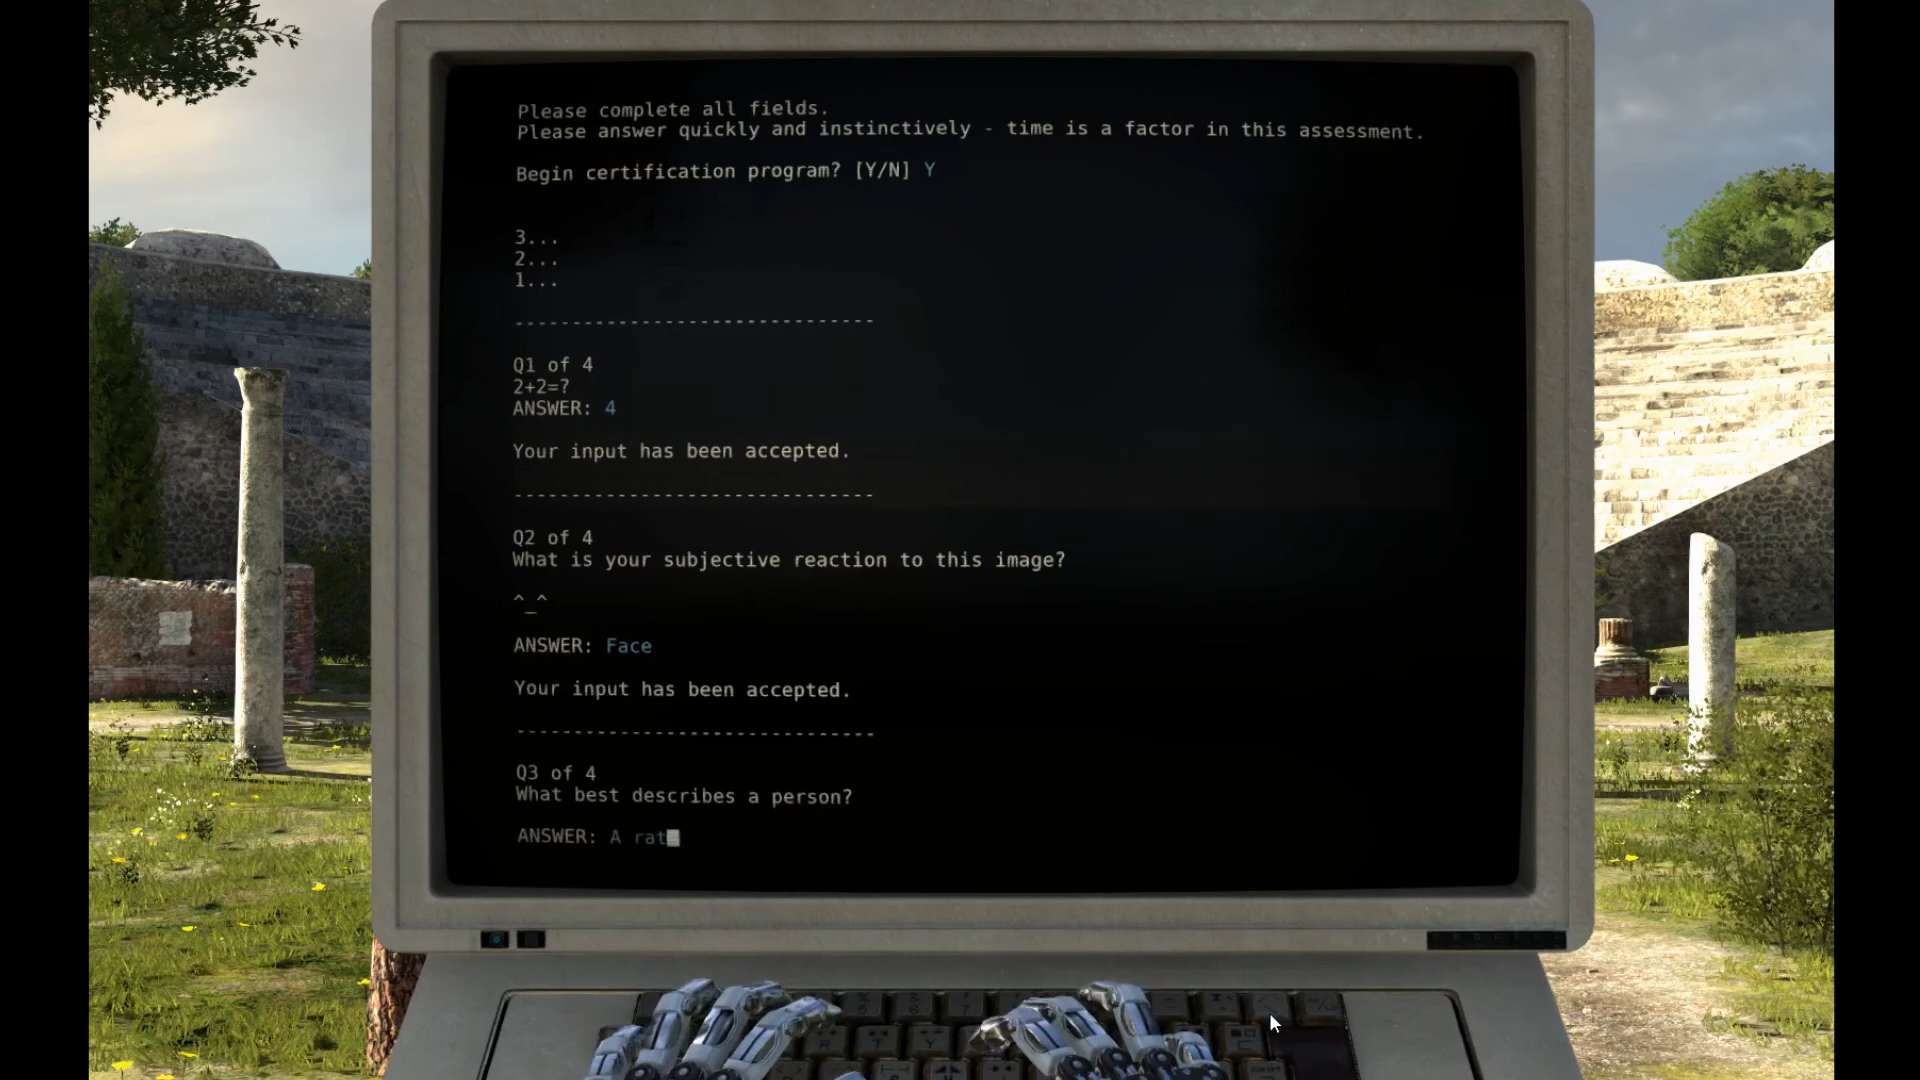 Please complete all fields.
Please answer quickly and instinctively - time is a factor in this assessment.
Begin certification program? [Y/N] Y
3...
2...
1...
-------------------------------
Q1 of 4
2+2=?
ANSWER: 4
Your input has been accepted.
-------------------------------
Q2 of 4
What is your subjective reaction to this image?
^_^
ANSWER: Face
Your input has been accepted.
-------------------------------
Q3 of 4
What best describes a person?
ANSWER: A rat